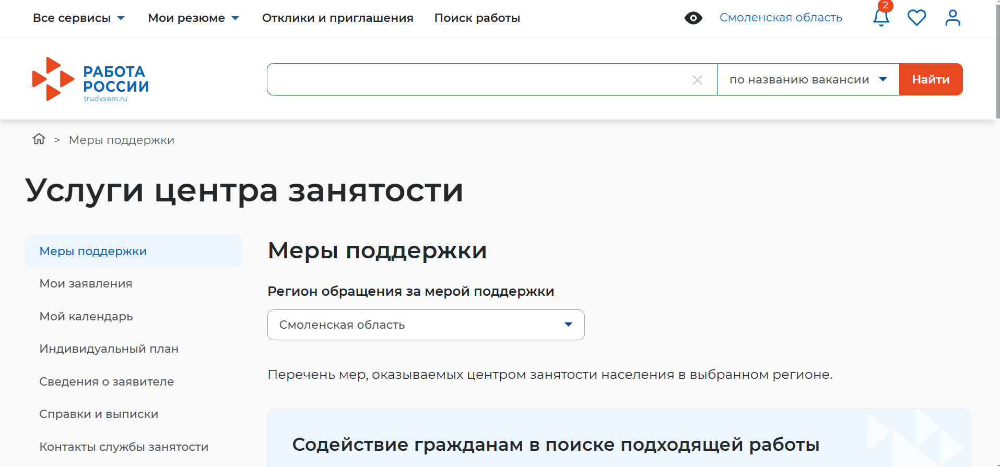 Все сервисы Мои резюме Отклики и приглашения Поиск работы Смоленская область 2
РАБОТА
РОССИИ
trudvsem.ru
по названию вакансии Найти
> Меры поддержки
Услуги центра занятости
Меры поддержки
Мои заявления
Мой календарь
Индивидуальный план
Сведения о заявителе
Справки и выписки
Контакты службы занятости
Меры поддержки
Регион обращения за мерой поддержки
Смоленская область
Перечень мер, оказываемых центром занятости населения в выбранном регионе.
Содействие гражданам в поиске подходящей работы